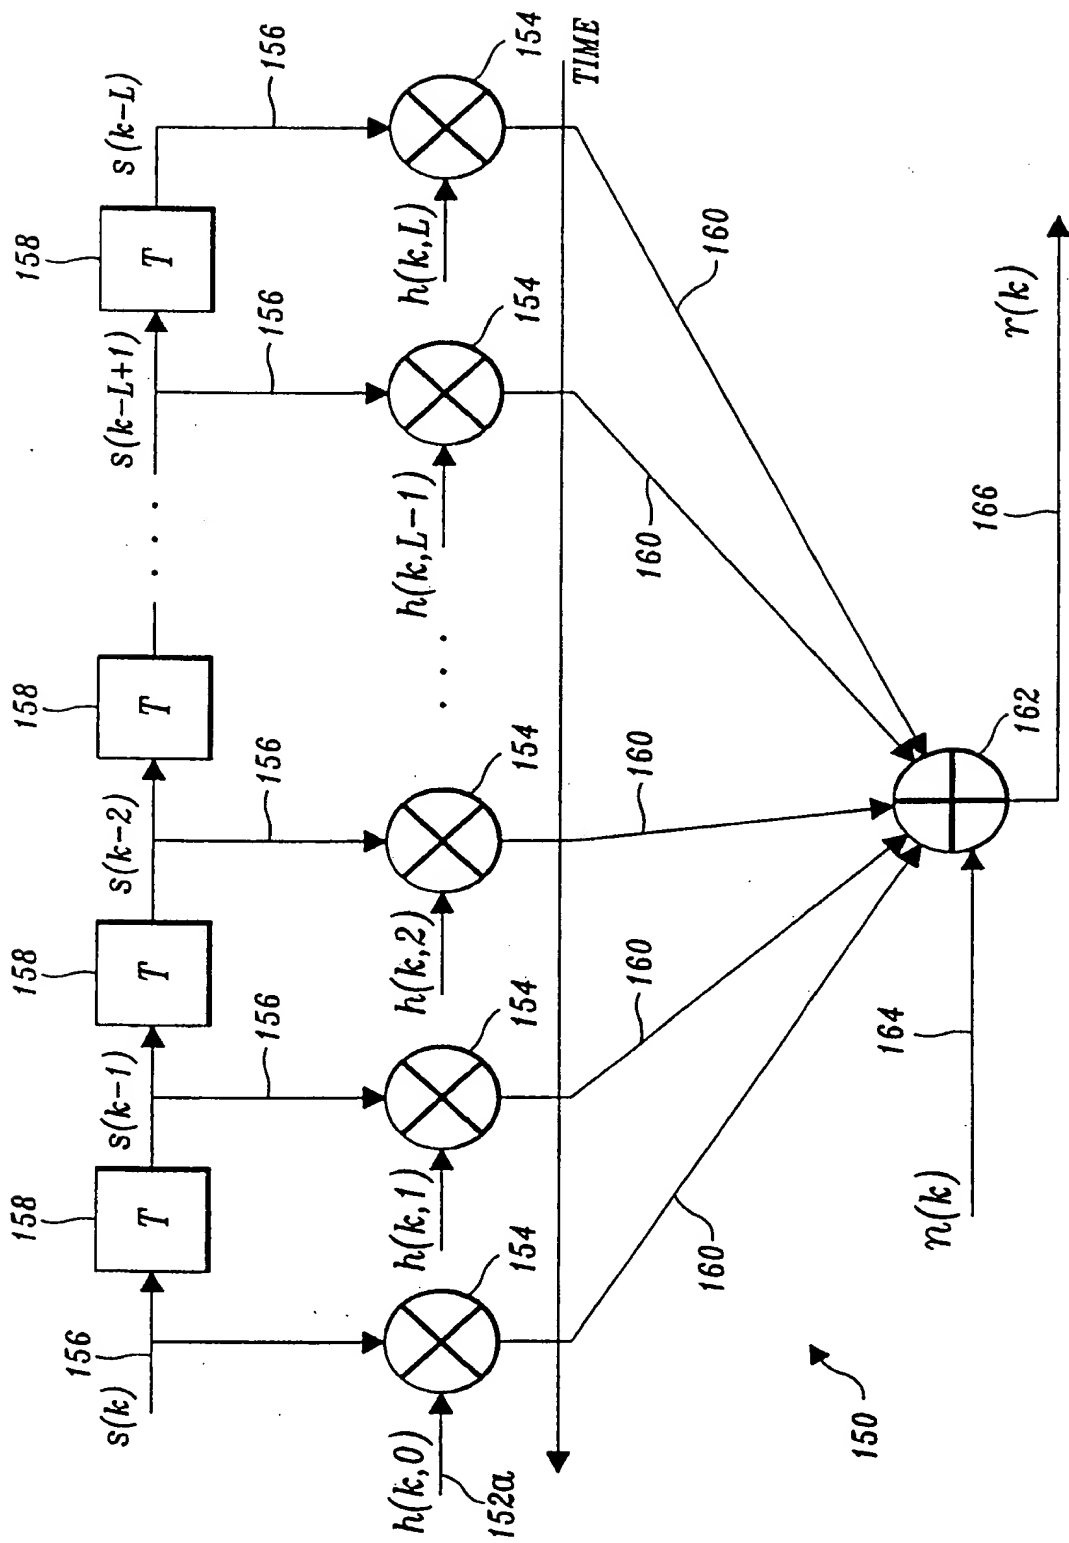 158
158
158
158
s(k)
156
s(k-1)
s(k-2)
s(k-L+1)
s(k-L)
T
T
T
T
. . . .
156
156
156
156
154
154
154
154
154
h(k,0)
h(k,1)
h(k,2)
. . .
h(k,L-1)
h(k,L)
152a
TIME
160
160
160
160
160
162
n(k)
164
166
r(k)
150